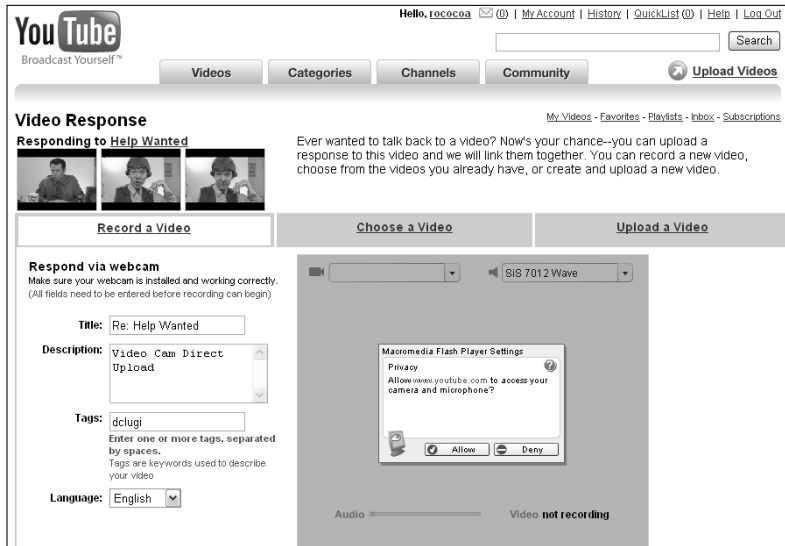 Hello, rococoa (0) | My Account | History | QuickList (0) | Help | Log Out
YouTube
Broadcast Yourself™
Search
Videos
Categories
Channels
Community
Upload Videos
Video Response
My Videos - Favorites - Playlists - Inbox - Subscriptions
Responding to Help Wanted
Ever wanted to talk back to a video? Now's your chance--you can upload a
response to this video and we will link them together. You can record a new video,
choose from the videos you already have, or create and upload a new video.
Record a Video
Choose a Video
Upload a Video
Respond via webcam
Make sure your webcam is installed and working correctly.
(All fields need to be entered before recording can begin)
Title: Re: Help Wanted
Description: Video Cam Direct
Upload
Tags: dclugi
Enter one or more tags, separated
by spaces.
Tags are keywords used to describe
your video
Language: English
SiS 7012 Wave
Macromedia Flash Player Settings
Privacy
?
Allow www.youtube.com to access your
camera and microphone?
Allow
Deny
Audio
Video not recording